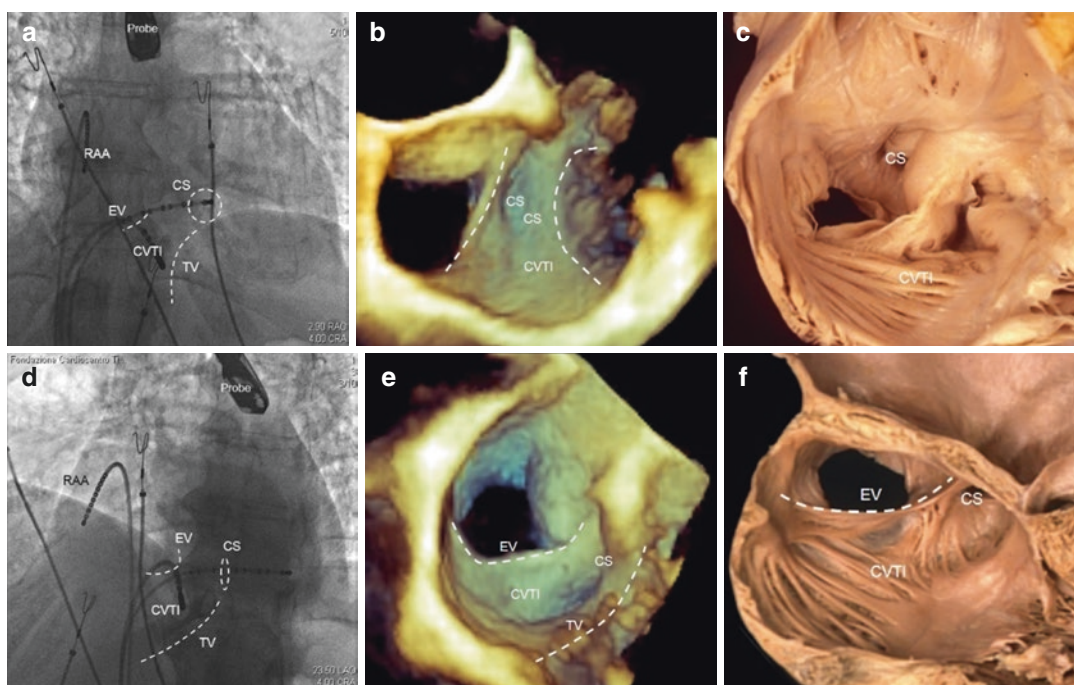 a
Probe
1
RAA
CS
EV
CVTI
TV
2.90 RAO
4.00 CRA
b
CS
CS
CVTI
c
CS
CVTI
d
Fondazione Cardiocentro TI
Probe
RAA
EV
CS
CVTI
TV
23.50 LAO
4.00 CRA
e
EV
CS
CVTI
TV
f
EV
CS
CVTI